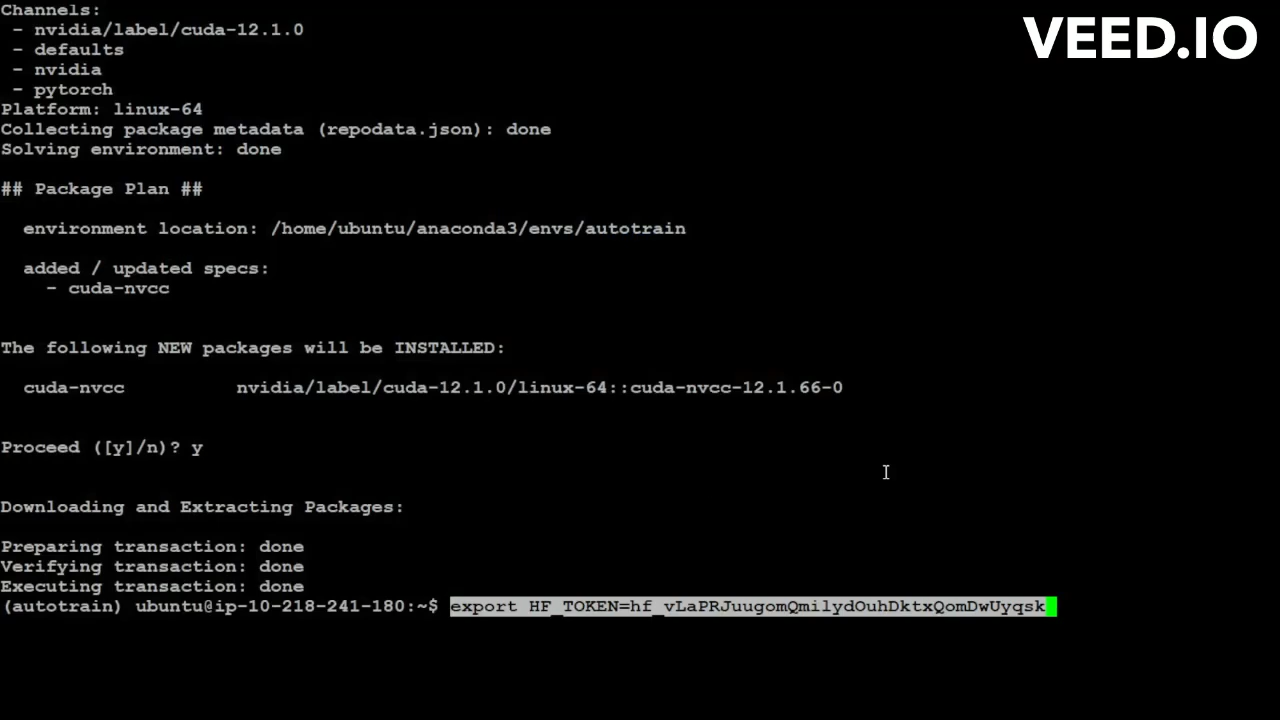 Channels:
- nvidia/label/cuda-12.1.0
- defaults
- nvidia
- pytorch
Platform: linux-64
Collecting package metadata (repodata.json): done
Solving environment: done
## Package Plan ##
environment location: /home/ubuntu/anaconda3/envs/autotrain
added / updated specs:
- cuda-nvcc
The following NEW packages will be INSTALLED:
cuda-nvcc nvidia/label/cuda-12.1.0/linux-64::cuda-nvcc-12.1.66-0
Proceed ([y]/n)? y
Downloading and Extracting Packages:
Preparing transaction: done
Verifying transaction: done
Executing transaction: done
(autotrain) ubuntu@ip-10-218-241-180:~$ export HF_TOKEN=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
VEED.IO